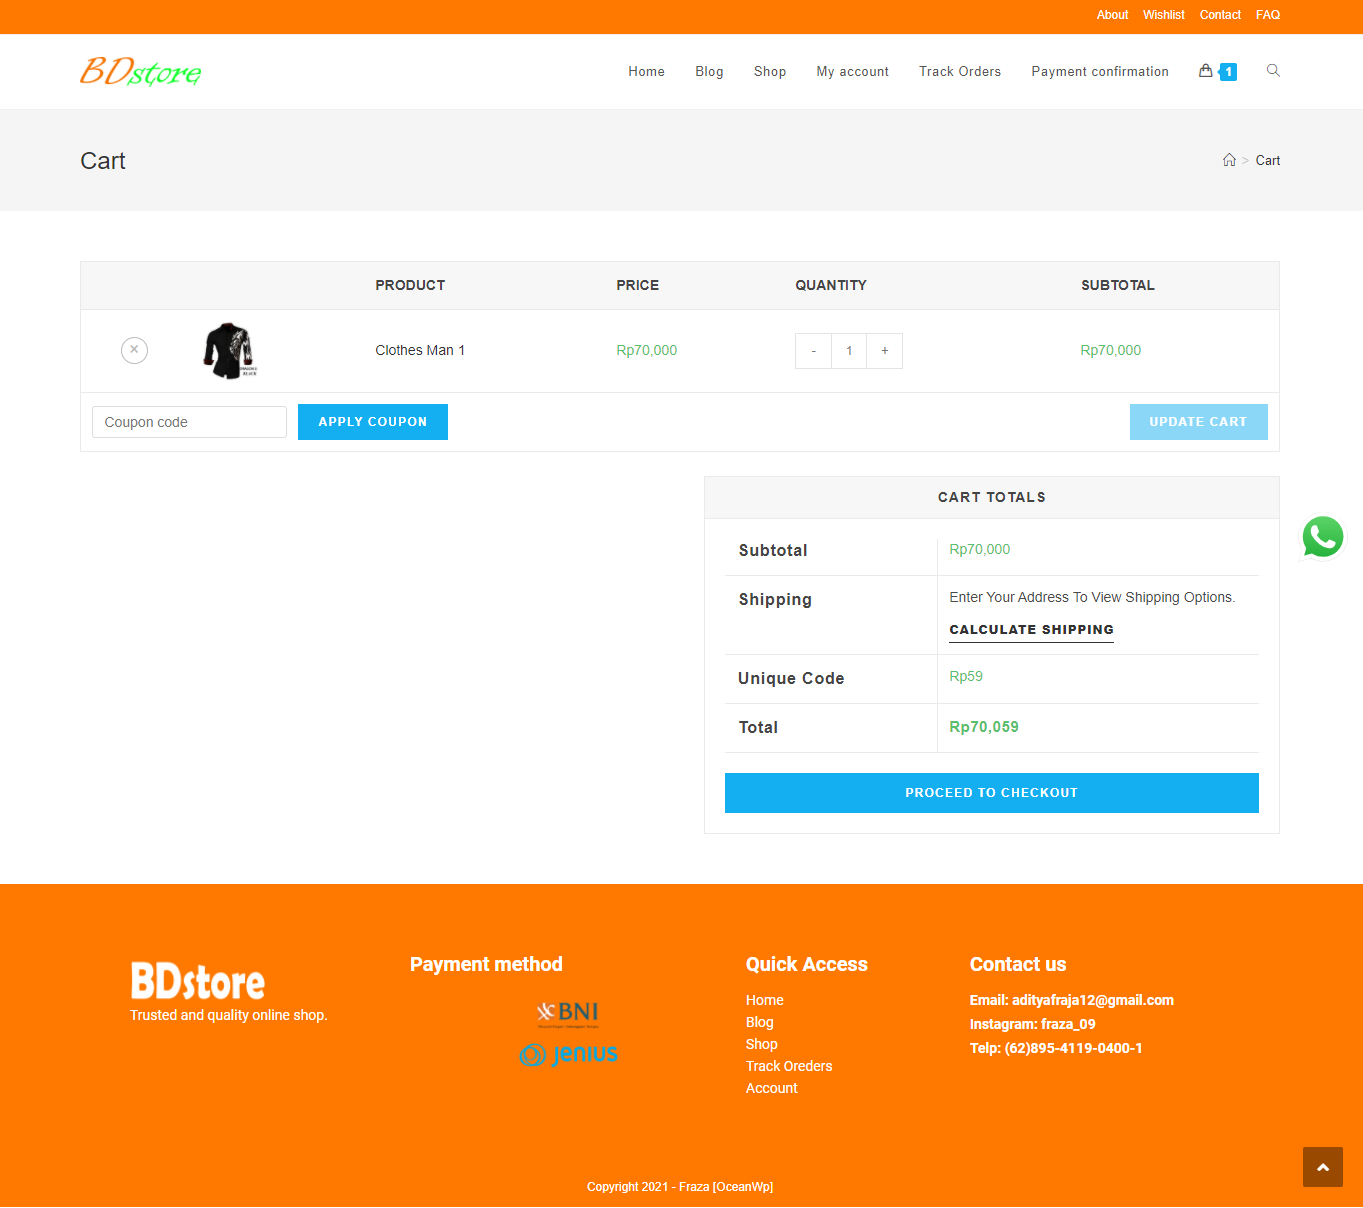 About Wishlist Contact FAQ
BDstore
Home Blog Shop My account Track Orders Payment confirmation 1
Cart
> Cart
PRODUCT PRICE QUANTITY SUBTOTAL
× Clothes Man 1 Rp70,000 - 1 + Rp70,000
Coupon code APPLY COUPON UPDATE CART
CART TOTALS
Subtotal Rp70,000
Shipping Enter Your Address To View Shipping Options.
CALCULATE SHIPPING
Unique Code Rp59
Total Rp70,059
PROCEED TO CHECKOUT
BDstore
Trusted and quality online shop.
Payment method
BNI
jenius
Quick Access
Home
Blog
Shop
Track Oreders
Account
Contact us
Email: adityafraja12@gmail.com
Instagram: fraza_09
Telp: (62)895-4119-0400-1
Copyright 2021 - Fraza [OceanWp]